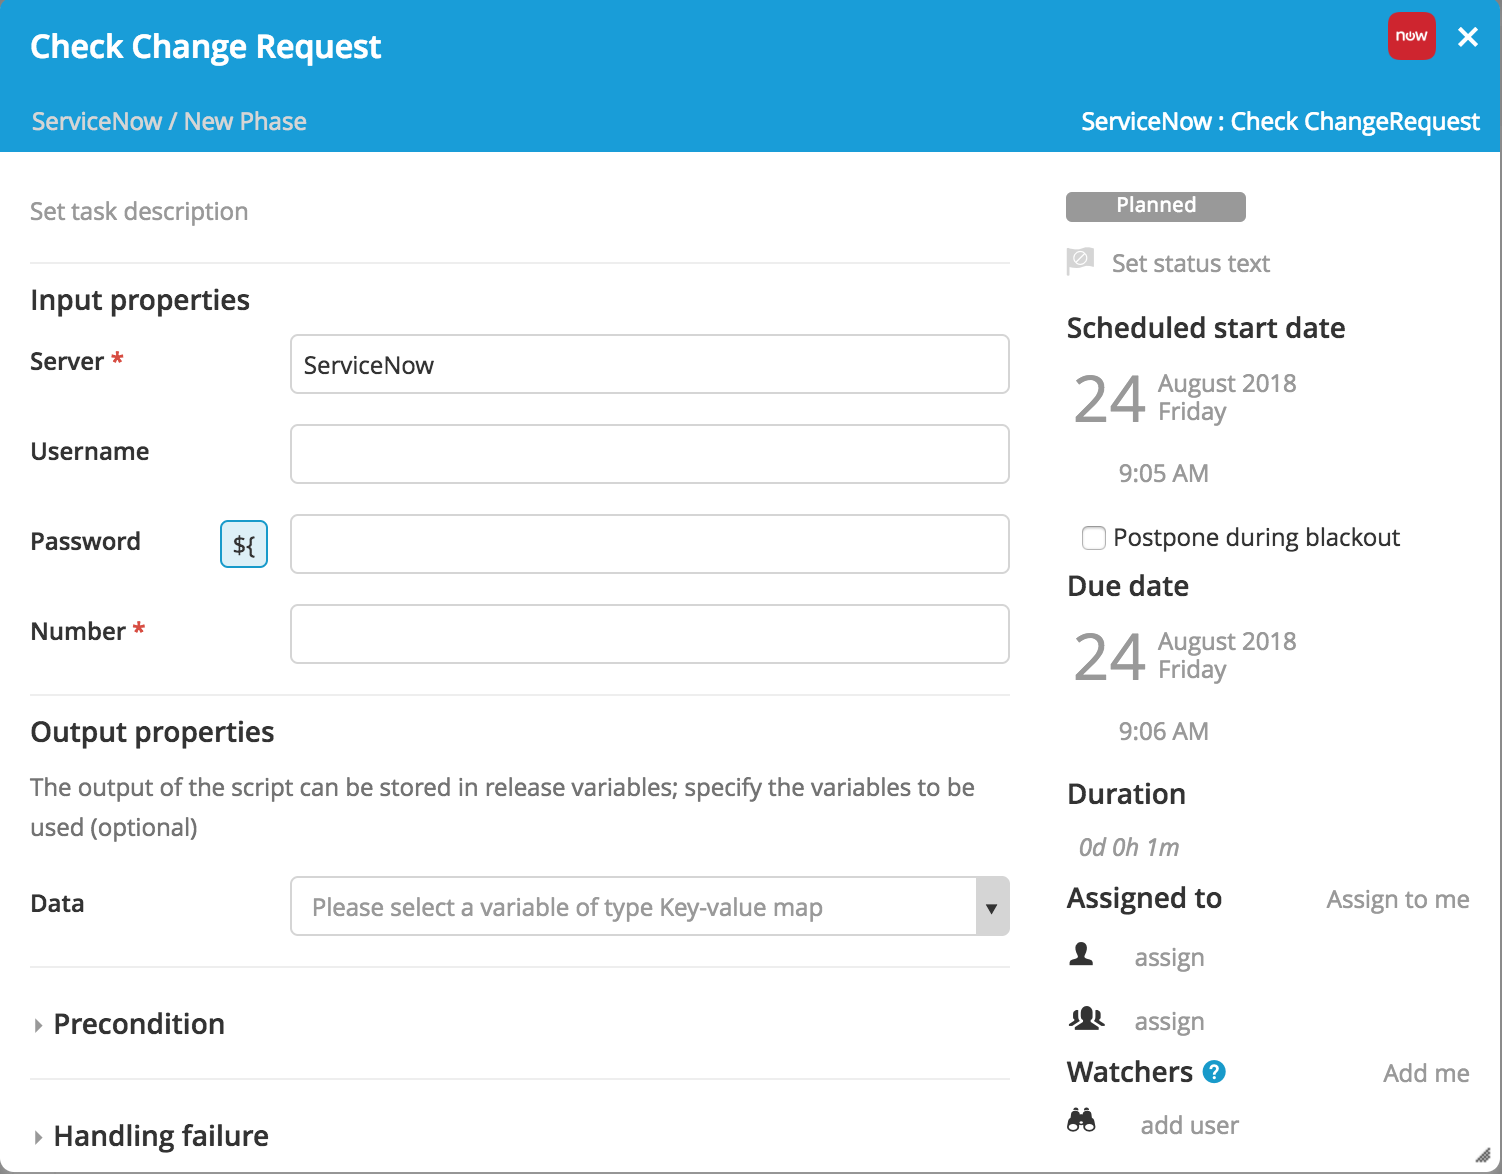 Check Change Request
now
ServiceNow / New Phase
ServiceNow : Check ChangeRequest
Set task description
Input properties
Server *
ServiceNow
Username
Password
${
Number *
Output properties
The output of the script can be stored in release variables; specify the variables to be
used (optional)
Data
Please select a variable of type Key-value map
Precondition
Handling failure
Planned
Set status text
Scheduled start date
24
August 2018
Friday
9:05 AM
Postpone during blackout
Due date
24
August 2018
Friday
9:06 AM
Duration
0d 0h 1m
Assigned to
Assign to me
assign
assign
Watchers ?
Add me
add user